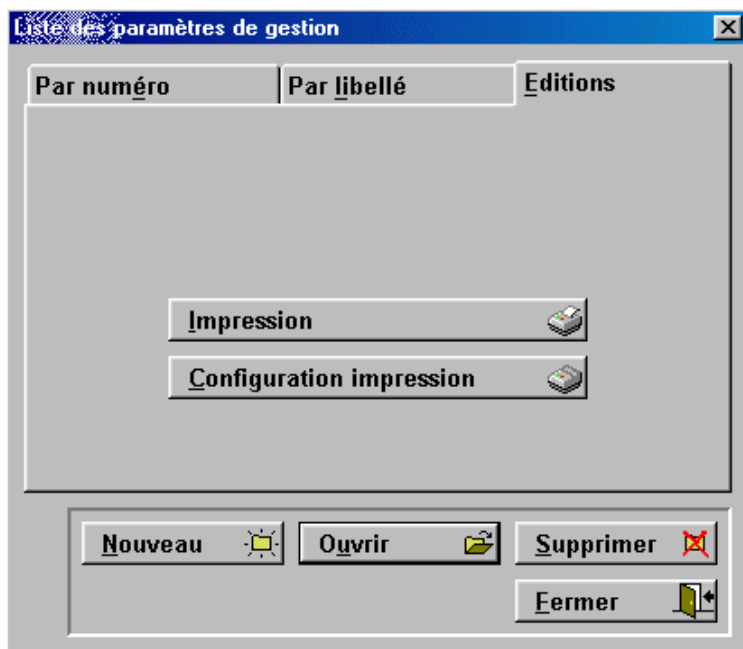 Liste des paramètres de gestion
Par numéro
Par libellé
Editions
Impression
Configuration impression
Nouveau
Ouvrir
Supprimer
Fermer